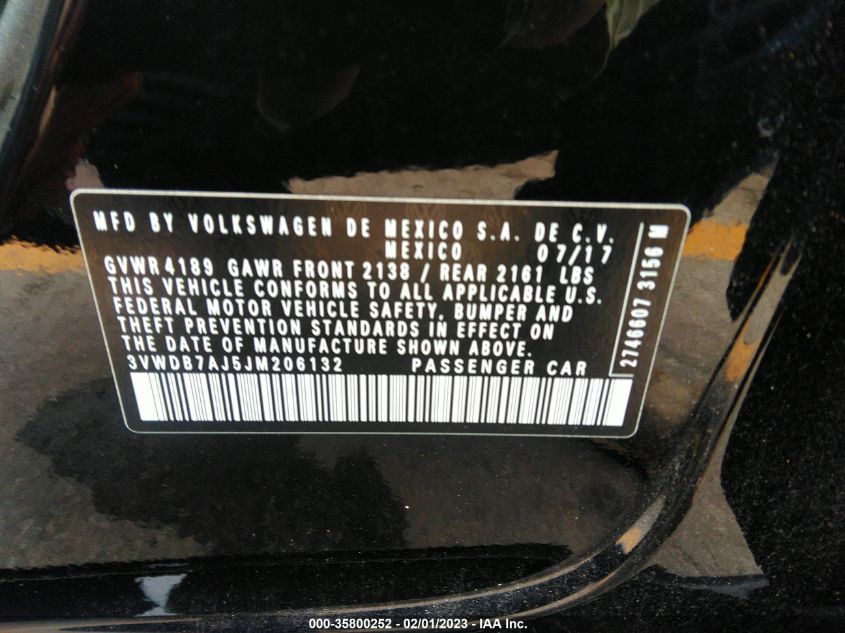 MFD BY VOLKSWAGEN DE MEXICO S.A. DE C.V.
MEXICO 07/17
GVWR 4189 GAWR FRONT 2138 / REAR 2161 LBS
THIS VEHICLE CONFORMS TO ALL APPLICABLE U.S.
FEDERAL MOTOR VEHICLE SAFETY, BUMPER AND
THEFT PREVENTION STANDARDS IN EFFECT ON
THE DATE OF MANUFACTURE SHOWN ABOVE.
3VWDB7AJ5JM206132 PASSENGER CAR
2746607 3156 M
000-35800252 - 02/01/2023 - IAA Inc.